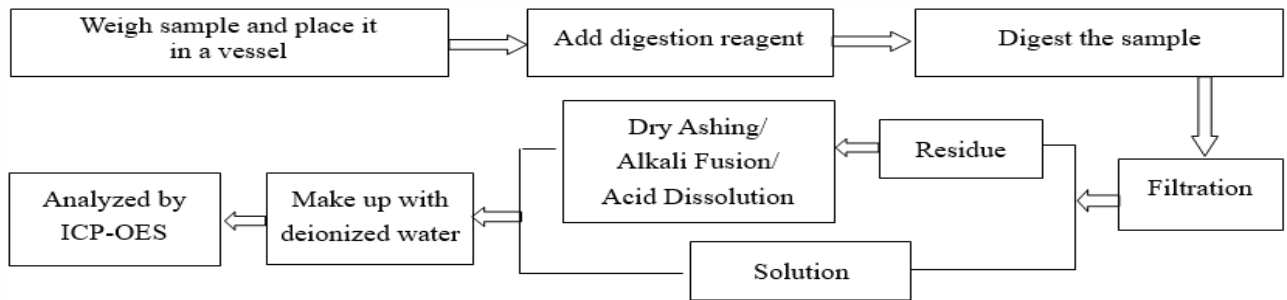 Weigh sample and place it
in a vessel
Add digestion reagent
Digest the sample
Filtration
Residue
Dry Ashing/
Alkali Fusion/
Acid Dissolution
Solution
Make up with
deionized water
Analyzed by
ICP-OES